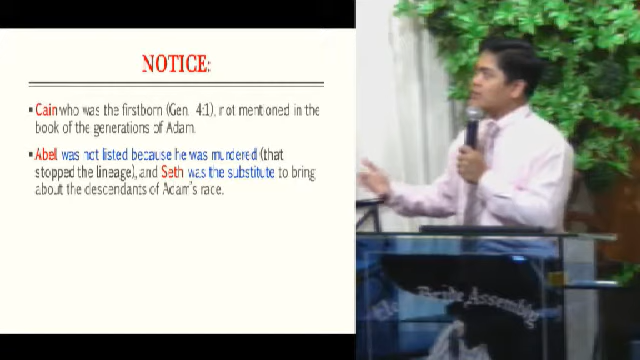 NOTICE:
▪ Cain who was the firstborn (Gen. 4:1), not mentioned in the
book of the generations of Adam.
▪ Abel was not listed because he was murdered (that
stopped the lineage), and Seth was the substitute to bring
about the descendants of Adam's race.
Bride Assembly